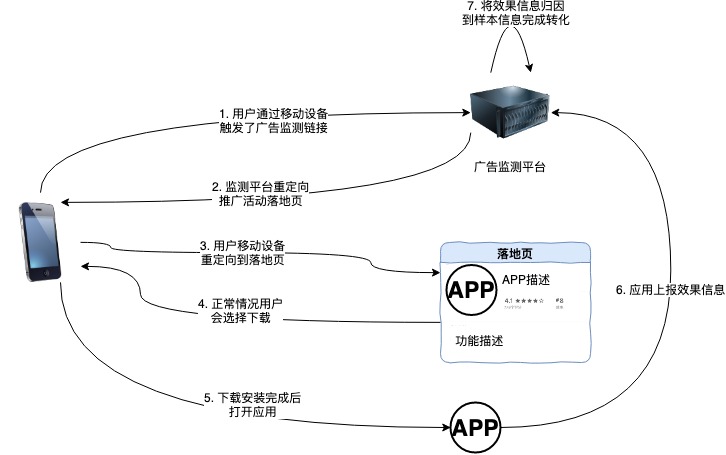 7. 将效果信息归因
到样本信息完成转化
1. 用户通过移动设备
触发了广告监测链接
广告监测平台
2. 监测平台重定向
推广活动落地页
3. 用户移动设备
重定向到落地页
落地页
APP
APP描述
4.1 ★★★★☆
#8
4. 正常情况用户
会选择下载
功能描述
6. 应用上报效果信息
5. 下载安装完成后
打开应用
APP